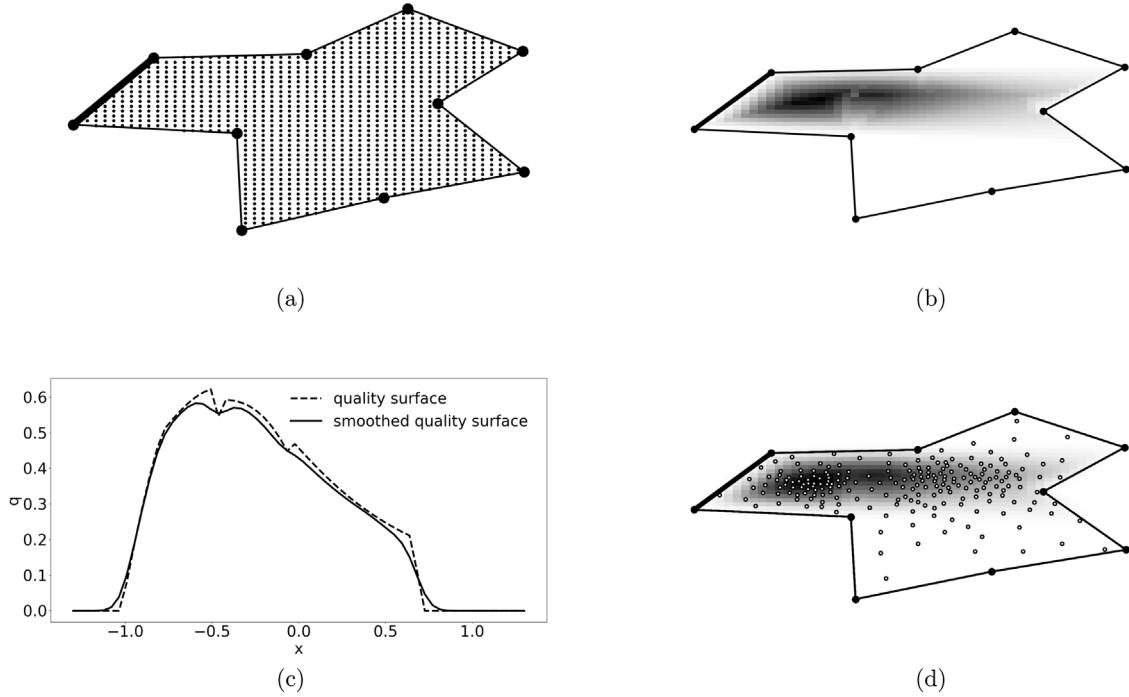 (a)
(b)
0.6
0.5
0.4
0.3
0.2
0.1
0.0
q
−1.0 −0.5 0.0 0.5 1.0
x
quality surface
smoothed quality surface
(c)
(d)